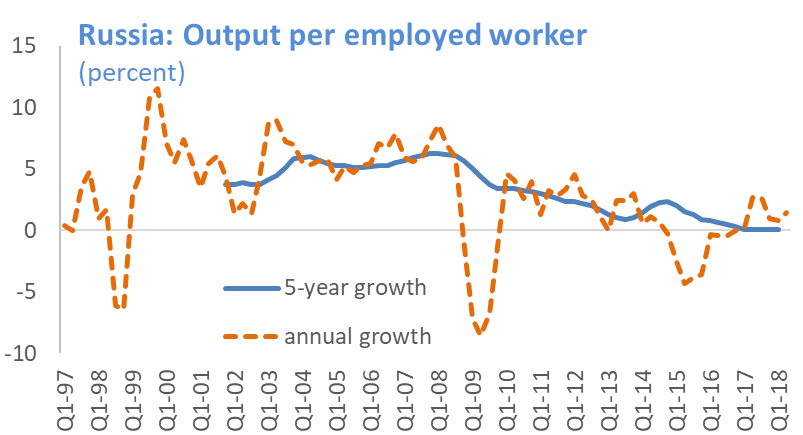 Russia: Output per employed worker
(percent)
15
10
5
0
-5
-10
5-year growth
annual growth
Q1-97
Q1-98
Q1-99
Q1-00
Q1-01
Q1-02
Q1-03
Q1-04
Q1-05
Q1-06
Q1-07
Q1-08
Q1-09
Q1-10
Q1-11
Q1-12
Q1-13
Q1-14
Q1-15
Q1-16
Q1-17
Q1-18